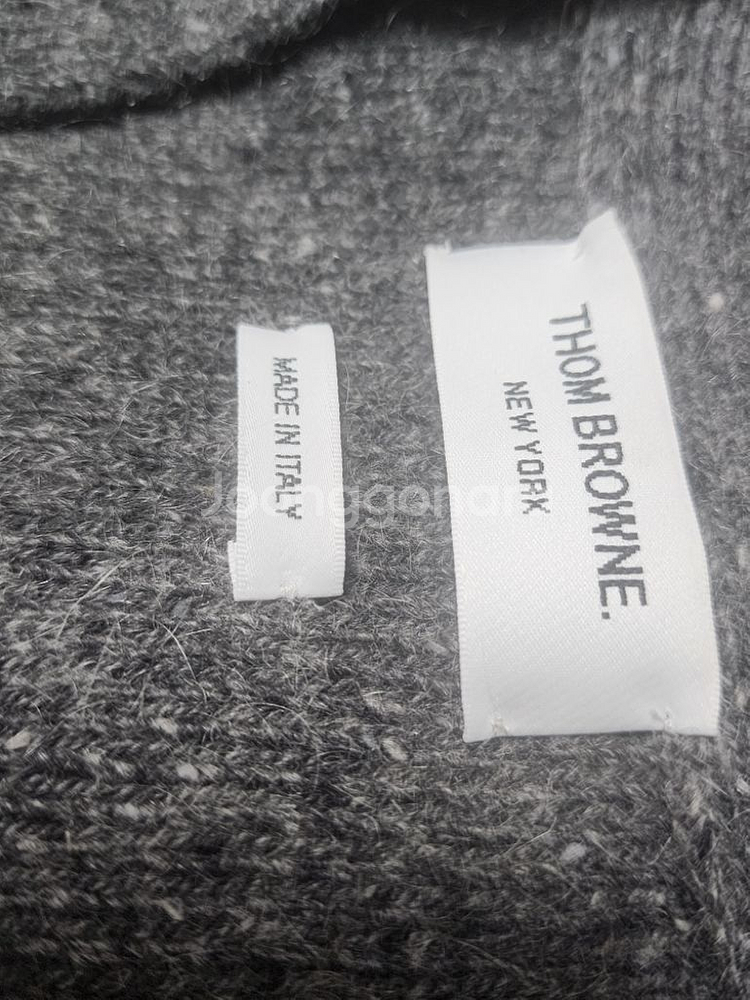 THOM BROWNE.
NEW YORK
MADE IN ITALY
Joonggonara